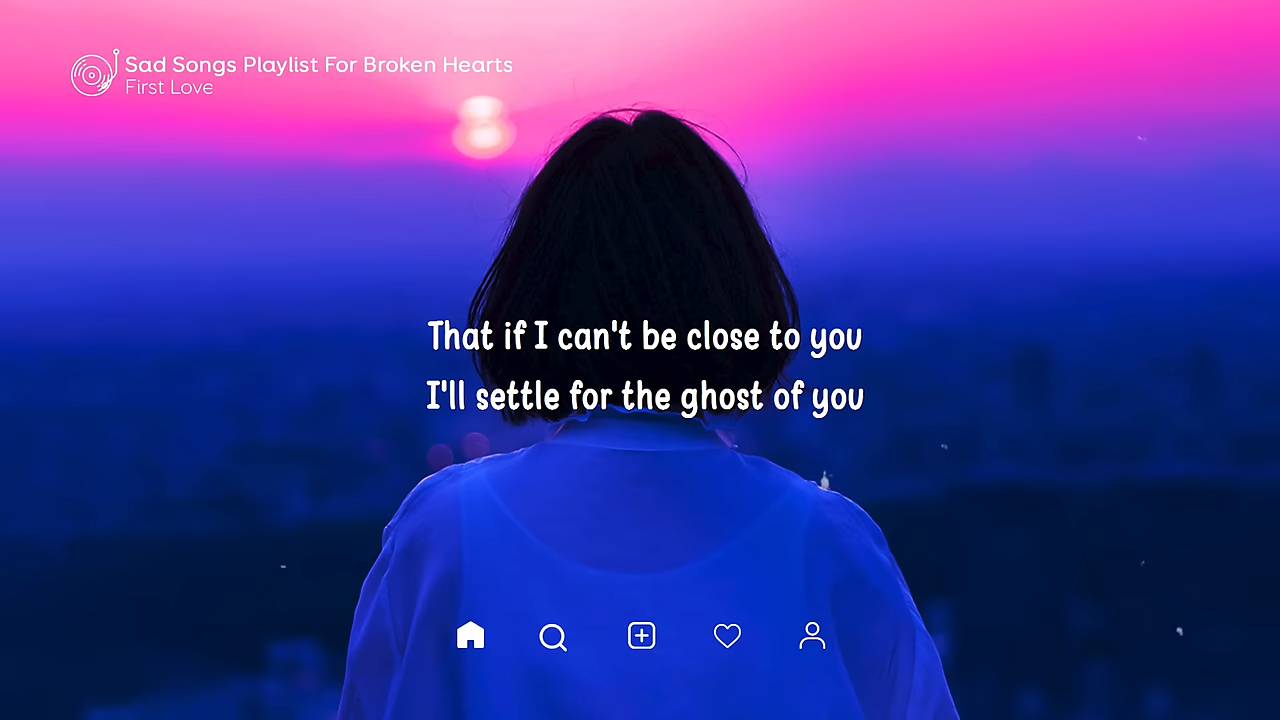 Sad Songs Playlist For Broken Hearts
First Love
That if I can't be close to you
I'll settle for the ghost of you